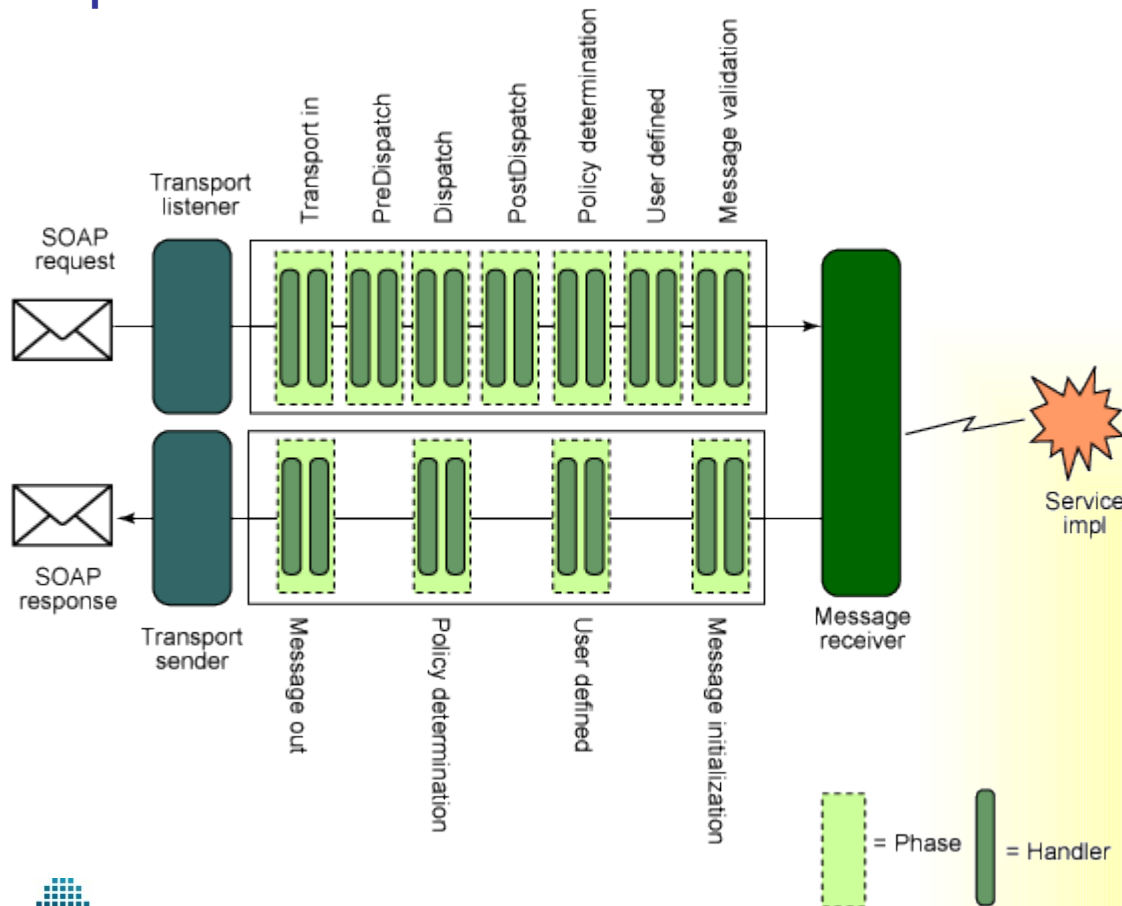 Transport in
PreDispatch
Dispatch
PostDispatch
Policy determination
User defined
Message validation
Transport
listener
SOAP
request
Service
impl
SOAP
response
Transport
sender
Message
receiver
Message out
Policy determination
User defined
Message initialization
= Phase
= Handler